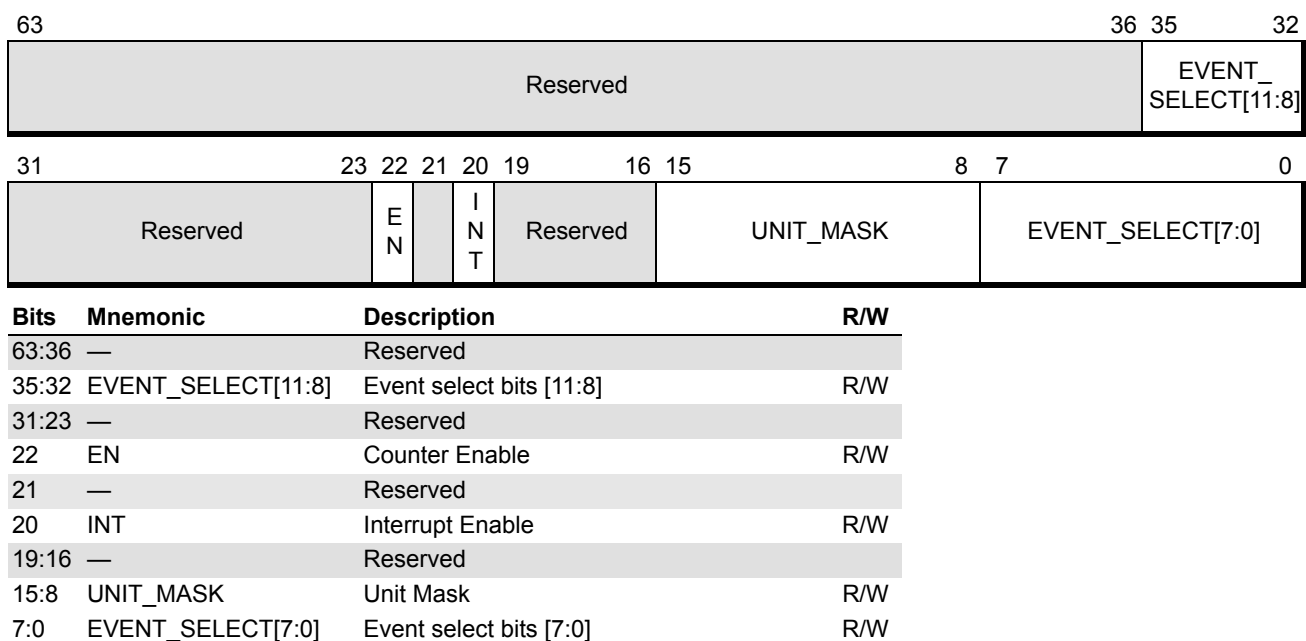 63 36 35 32
Reserved EVENT_
SELECT[11:8]
31 23 22 21 20 19 16 15 8 7 0
Reserved E
N I
N
T Reserved UNIT_MASK EVENT_SELECT[7:0]
Bits Mnemonic Description R/W
63:36 — Reserved
35:32 EVENT_SELECT[11:8] Event select bits [11:8] R/W
31:23 — Reserved
22 EN Counter Enable R/W
21 — Reserved
20 INT Interrupt Enable R/W
19:16 — Reserved
15:8 UNIT_MASK Unit Mask R/W
7:0 EVENT_SELECT[7:0] Event select bits [7:0] R/W